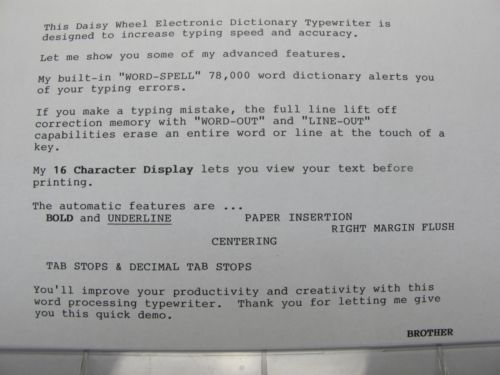 This Daisy Wheel Electronic Dictionary Typewriter is
designed to increase typing speed and accuracy.
Let me show you some of my advanced features.
My built-in "WORD-SPELL" 78,000 word dictionary alerts you
of your typing errors.
If you make a typing mistake, the full line lift off
correction memory with "WORD-OUT" and "LINE-OUT"
capabilities erase an entire word or line at the touch of a
key.
My 16 Character Display lets you view your text before
printing.
The automatic features are ...
BOLD and UNDERLINE PAPER INSERTION
RIGHT MARGIN FLUSH
CENTERING
TAB STOPS & DECIMAL TAB STOPS
You'll improve your productivity and creativity with this
word processing typewriter. Thank you for letting me give
you this quick demo.
BROTHER